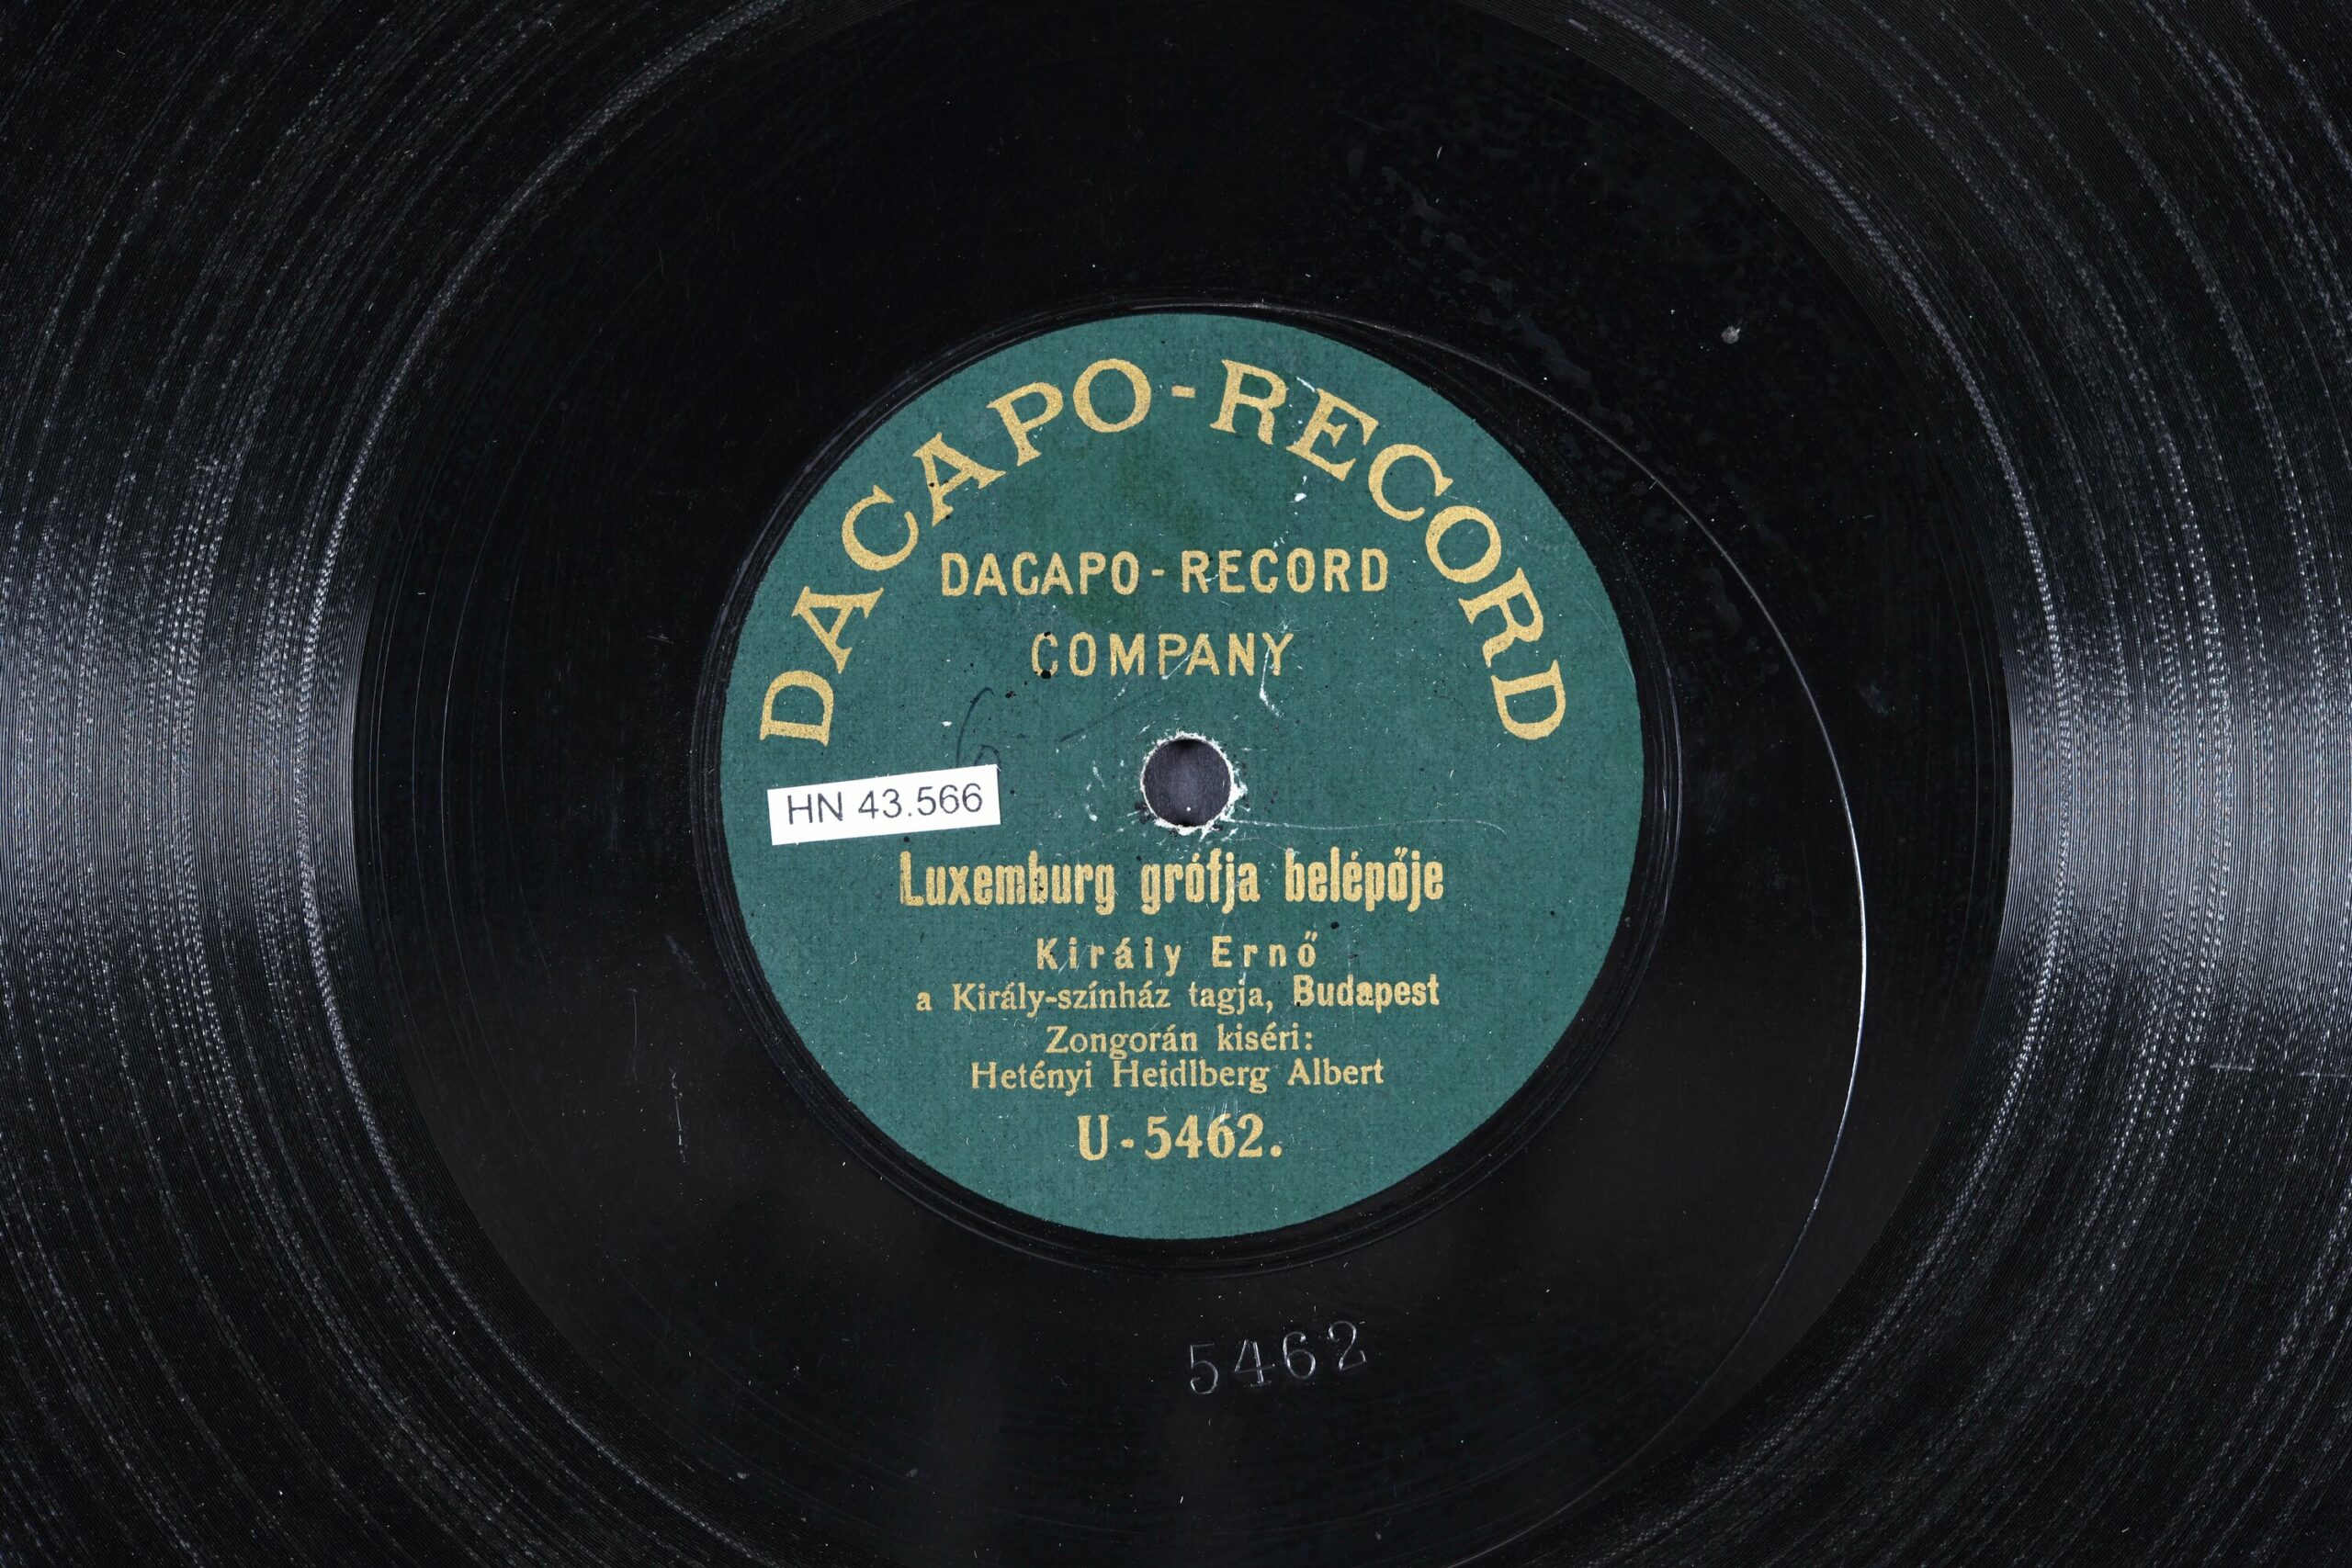 DACAPO-RECORD
DACAPO-RECORD
COMPANY
HN 43.566
Luxemburg grófja belépője
Király Ernő
a Király-színház tagja, Budapest
Zongorán kiséri:
Hetényi Heidlberg Albert
U-5462.
5462